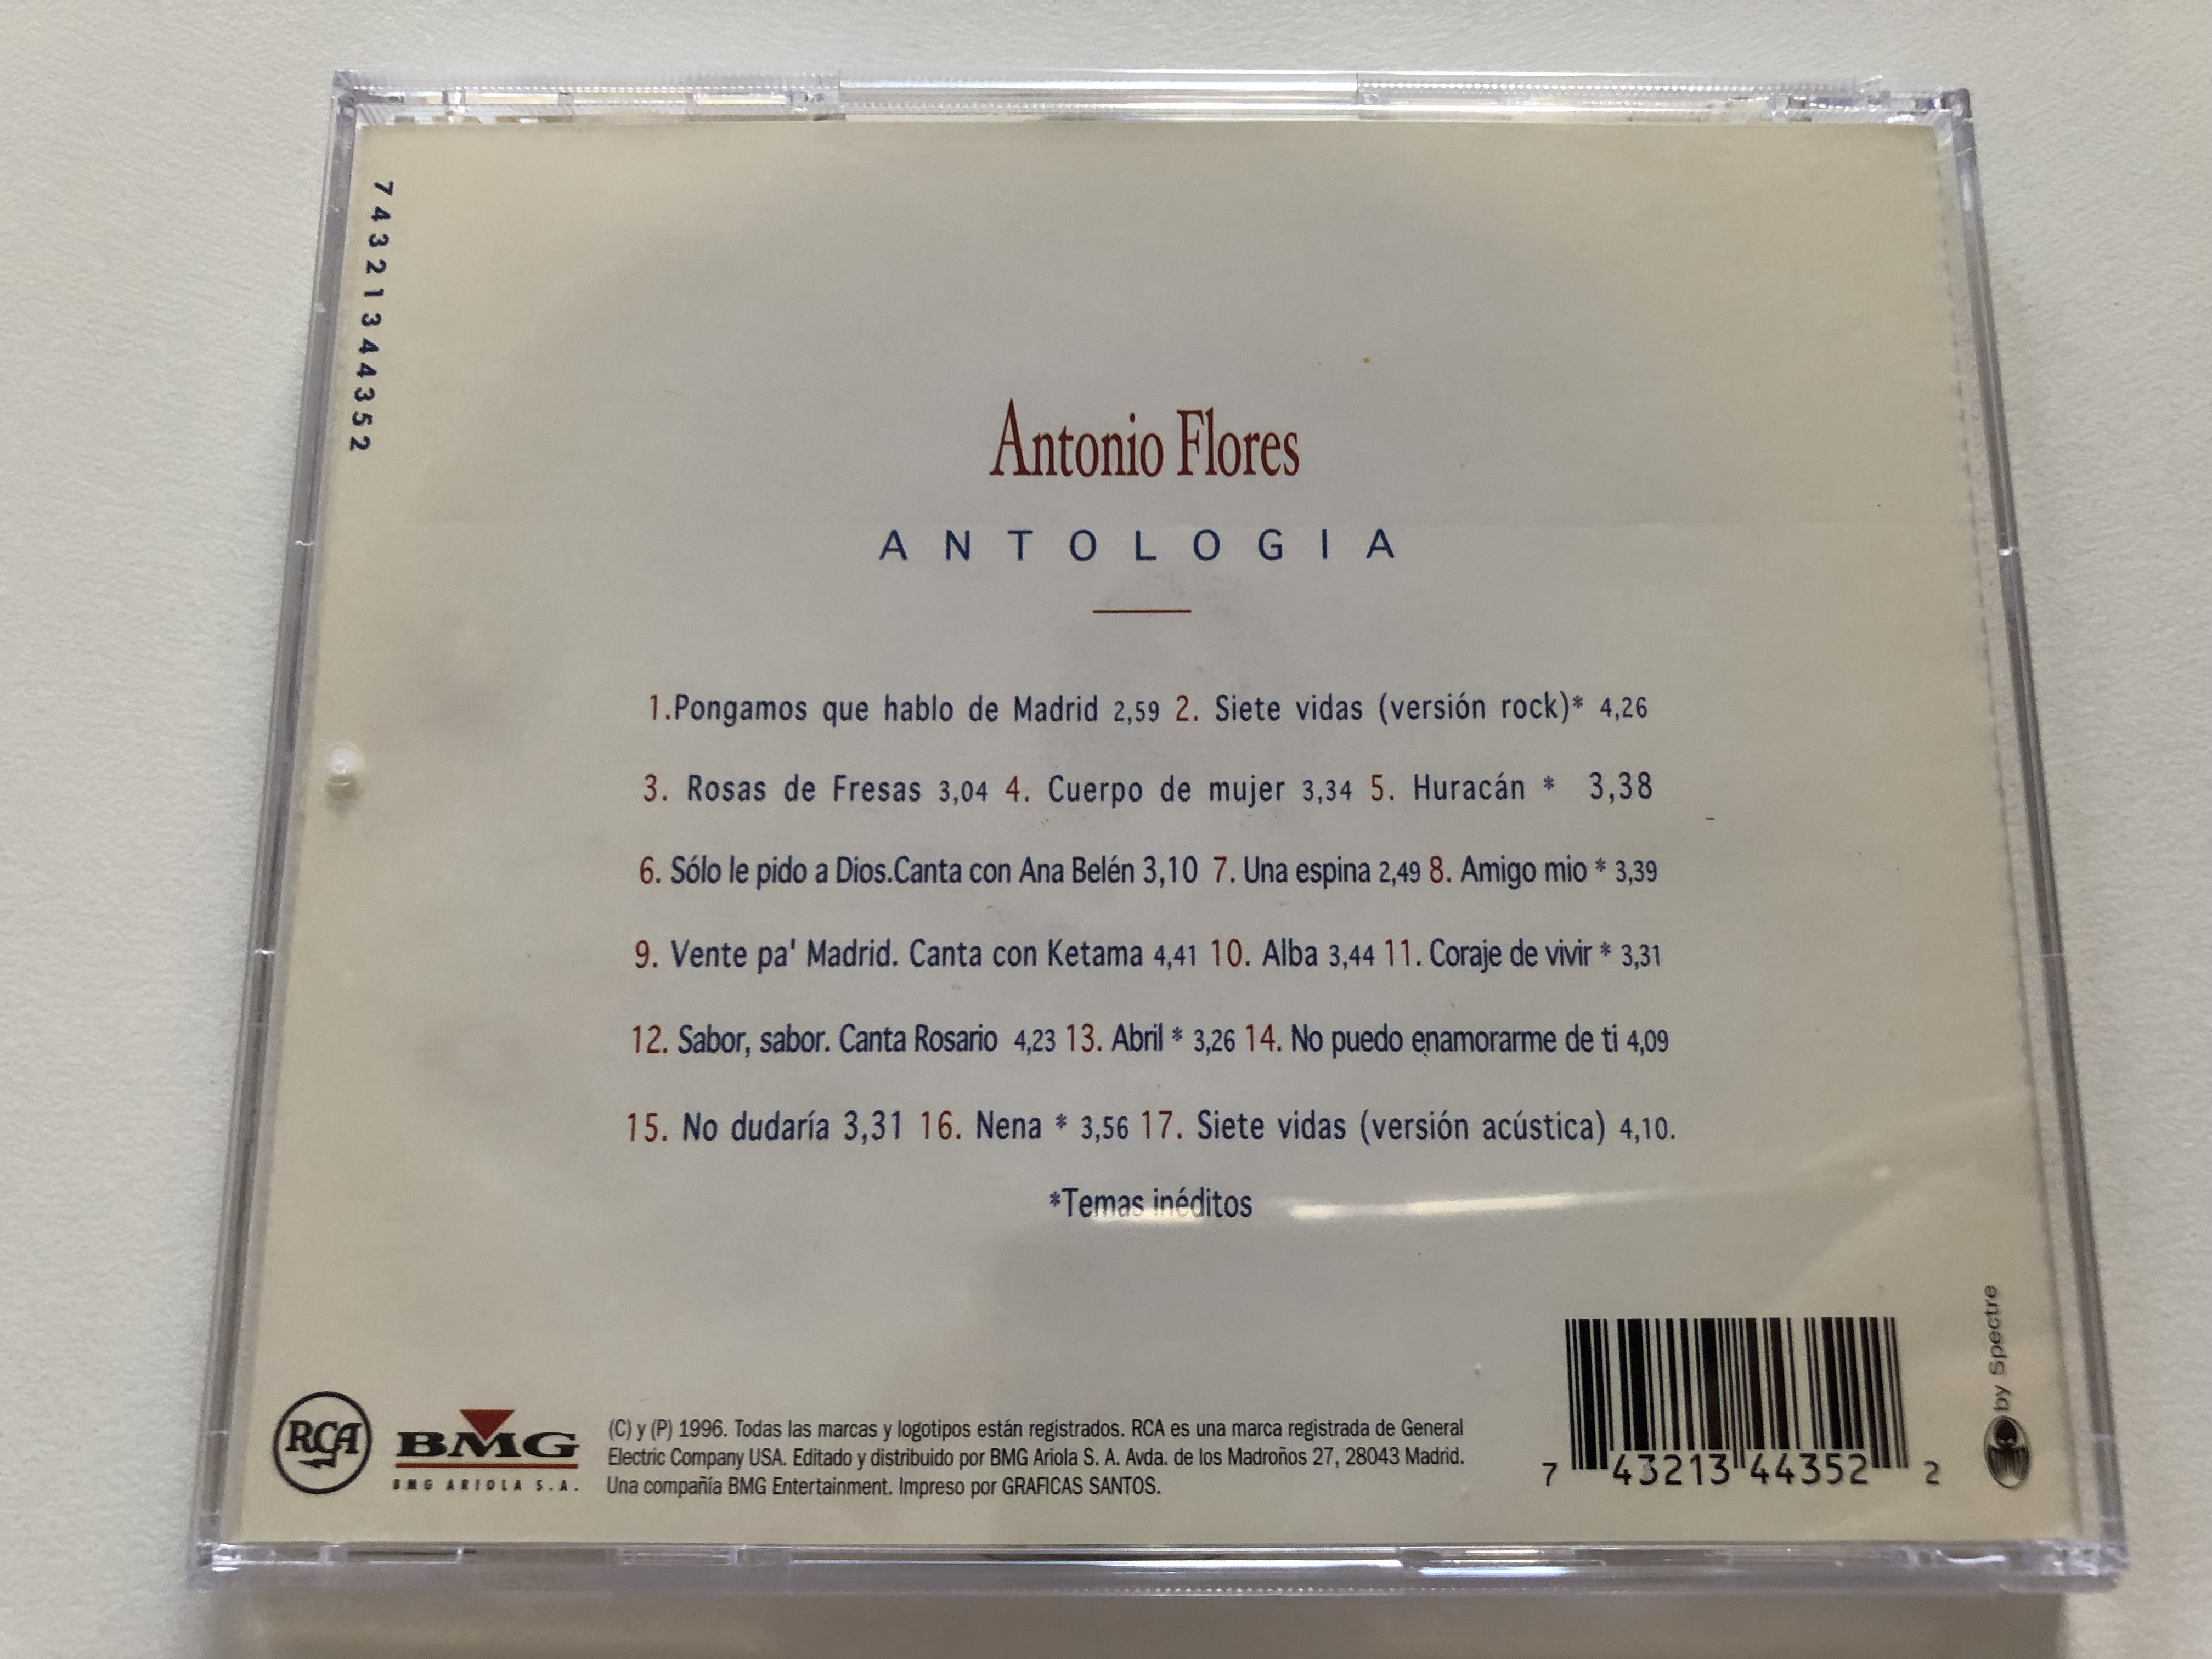 74321344352
Antonio Flores
ANTOLOGIA
1.Pongamos que hablo de Madrid 2,59 2. Siete vidas (versión rock)* 4,26
3. Rosas de Fresas 3,04 4. Cuerpo de mujer 3,34 5. Huracán * 3,38
6. Sólo le pido a Dios.Canta con Ana Belén 3,10 7. Una espina 2,49 8. Amigo mio * 3,39
9. Vente pa' Madrid. Canta con Ketama 4,41 10. Alba 3,44 11. Coraje de vivir * 3,31
12. Sabor, sabor. Canta Rosario 4,23 13. Abril * 3,26 14. No puedo enamorarme de ti 4,09
15. No dudaría 3,31 16. Nena * 3,56 17. Siete vidas (versión acústica) 4,10.
*Temas inéditos
RCA
BMG
BMG ARIOLA S.A.
(C) y (P) 1996. Todas las marcas y logotipos están registrados. RCA es una marca registrada de General
Electric Company USA. Editado y distribuido por BMG Ariola S. A. Avda. de los Madroños 27, 28043 Madrid.
Una compañía BMG Entertainment. Impreso por GRAFICAS SANTOS.
7 43213 44352 2
by Spectre